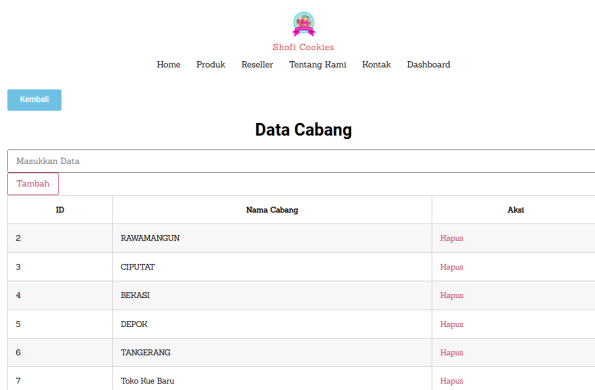 Shofi Cookies
Home Produk Reseller Tentang Kami Kontak Dashboard
Kembali
Data Cabang
Masukkan Data
Tambah
ID Nama Cabang Aksi
2 RAWAMANGUN Hapus
3 CIPUTAT Hapus
4 BEKASI Hapus
5 DEPOK Hapus
6 TANGERANG Hapus
7 Toko Kue Baru Hapus